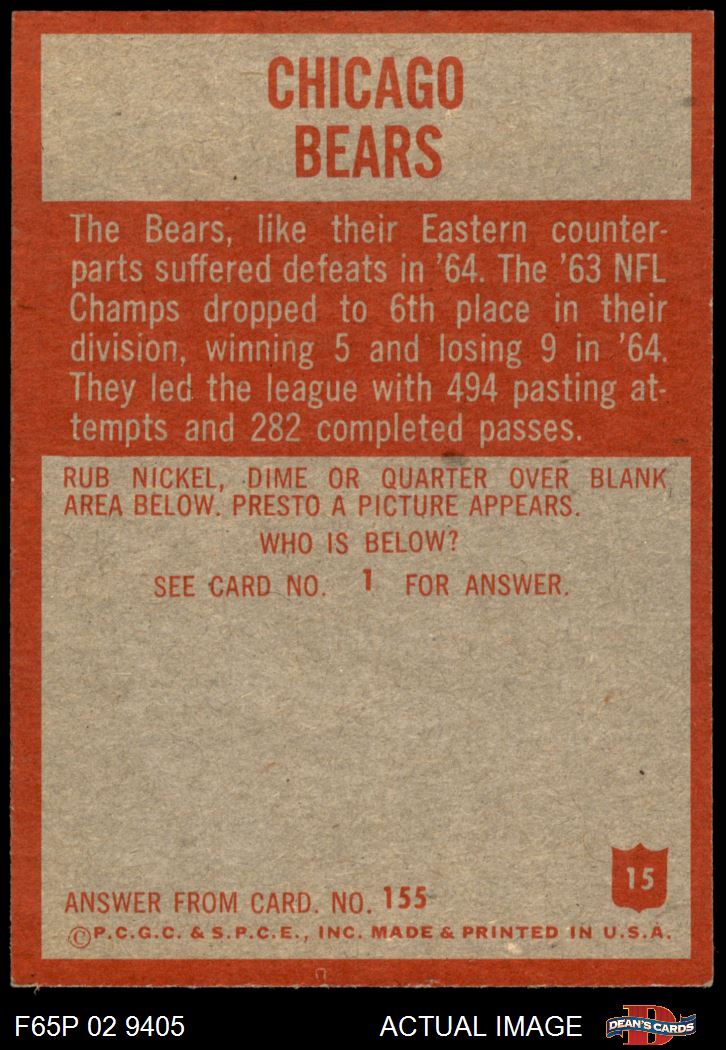 CHICAGO
BEARS
The Bears, like their Eastern counter-
parts suffered defeats in '64. The '63 NFL
Champs dropped to 6th place in their
division, winning 5 and losing 9 in '64.
They led the league with 494 pasting at-
tempts and 282 completed passes.
RUB NICKEL, DIME OR QUARTER OVER BLANK
AREA BELOW. PRESTO A PICTURE APPEARS.
WHO IS BELOW?
SEE CARD NO. 1 FOR ANSWER.
15
ANSWER FROM CARD. NO. 155
©P.C.G.C. & S.P.C.E., INC. MADE & PRINTED IN U.S.A.
F65P 02 9405 ACTUAL IMAGE
DEAN'S CARDS